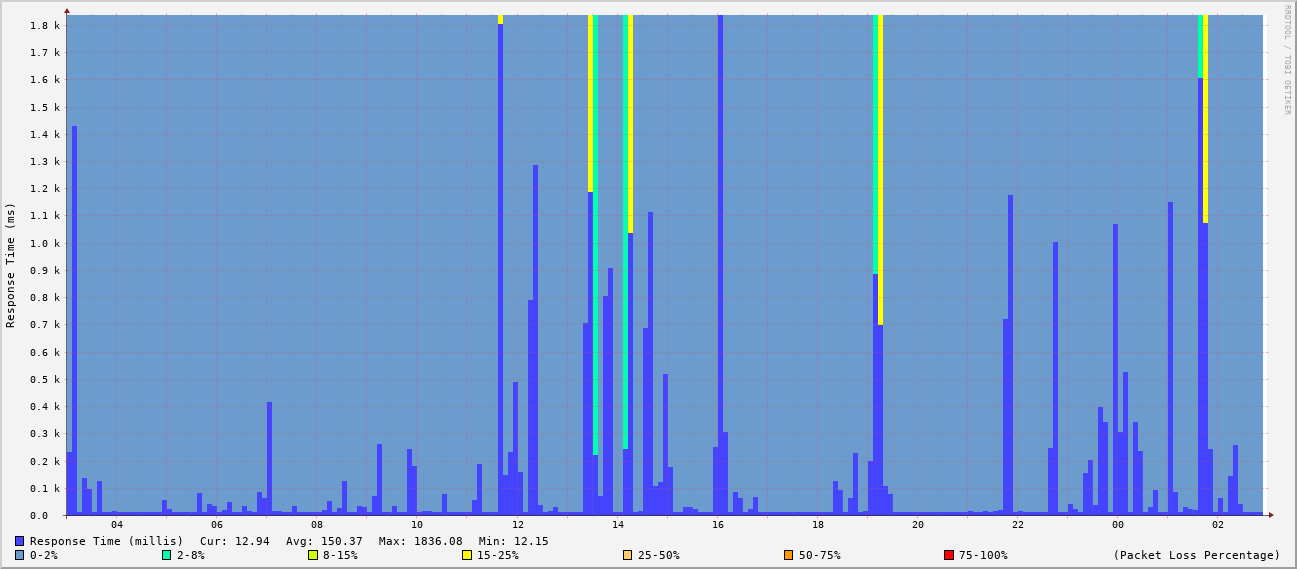 RRDTOOL / TOBI OETIKER
Response Time (ms)
1.8 k
1.7 k
1.6 k
1.5 k
1.4 k
1.3 k
1.2 k
1.1 k
1.0 k
0.9 k
0.8 k
0.7 k
0.6 k
0.5 k
0.4 k
0.3 k
0.2 k
0.1 k
0.0
04 06 08 10 12 14 16 18 20 22 00 02
Response Time (millis) Cur: 12.94 Avg: 150.37 Max: 1836.08 Min: 12.15
0-2% 2-8% 8-15% 15-25% 25-50% 50-75% 75-100% (Packet Loss Percentage)